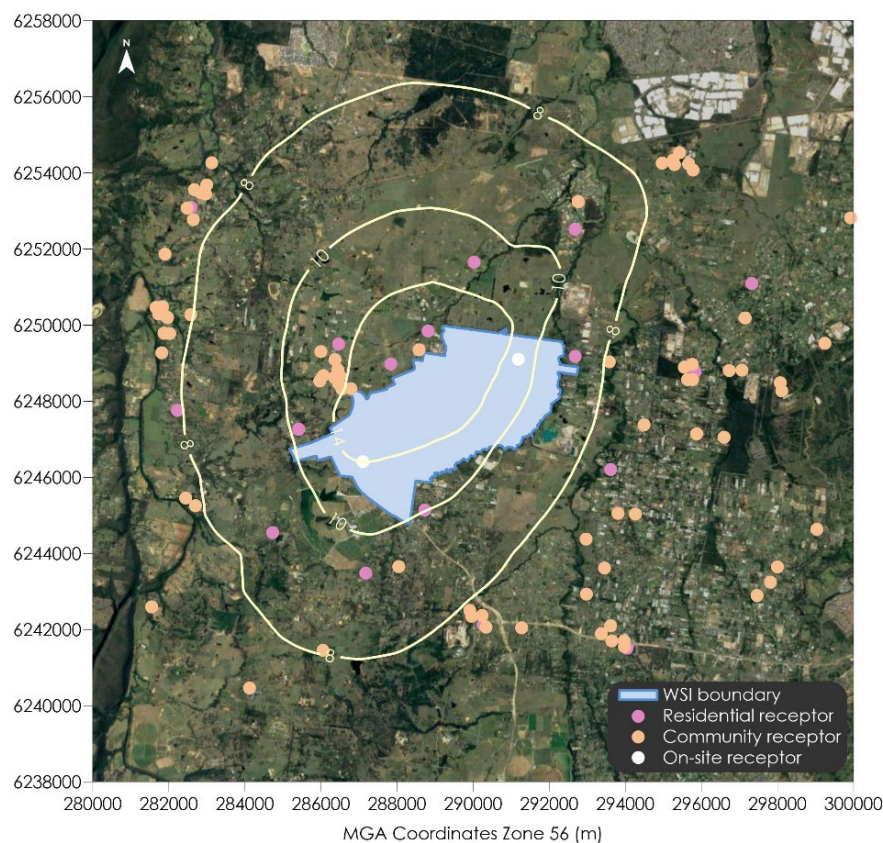 6258000
N
6256000
6254000
6252000
6250000
6248000
6246000
6244000
6242000
6240000
6238000
8
8
10
10
8
14
8
10
8
WSI boundary
Residential receptor
Community receptor
On-site receptor
280000 282000 284000 286000 288000 290000 292000 294000 296000 298000 300000
MGA Coordinates Zone 56 (m)